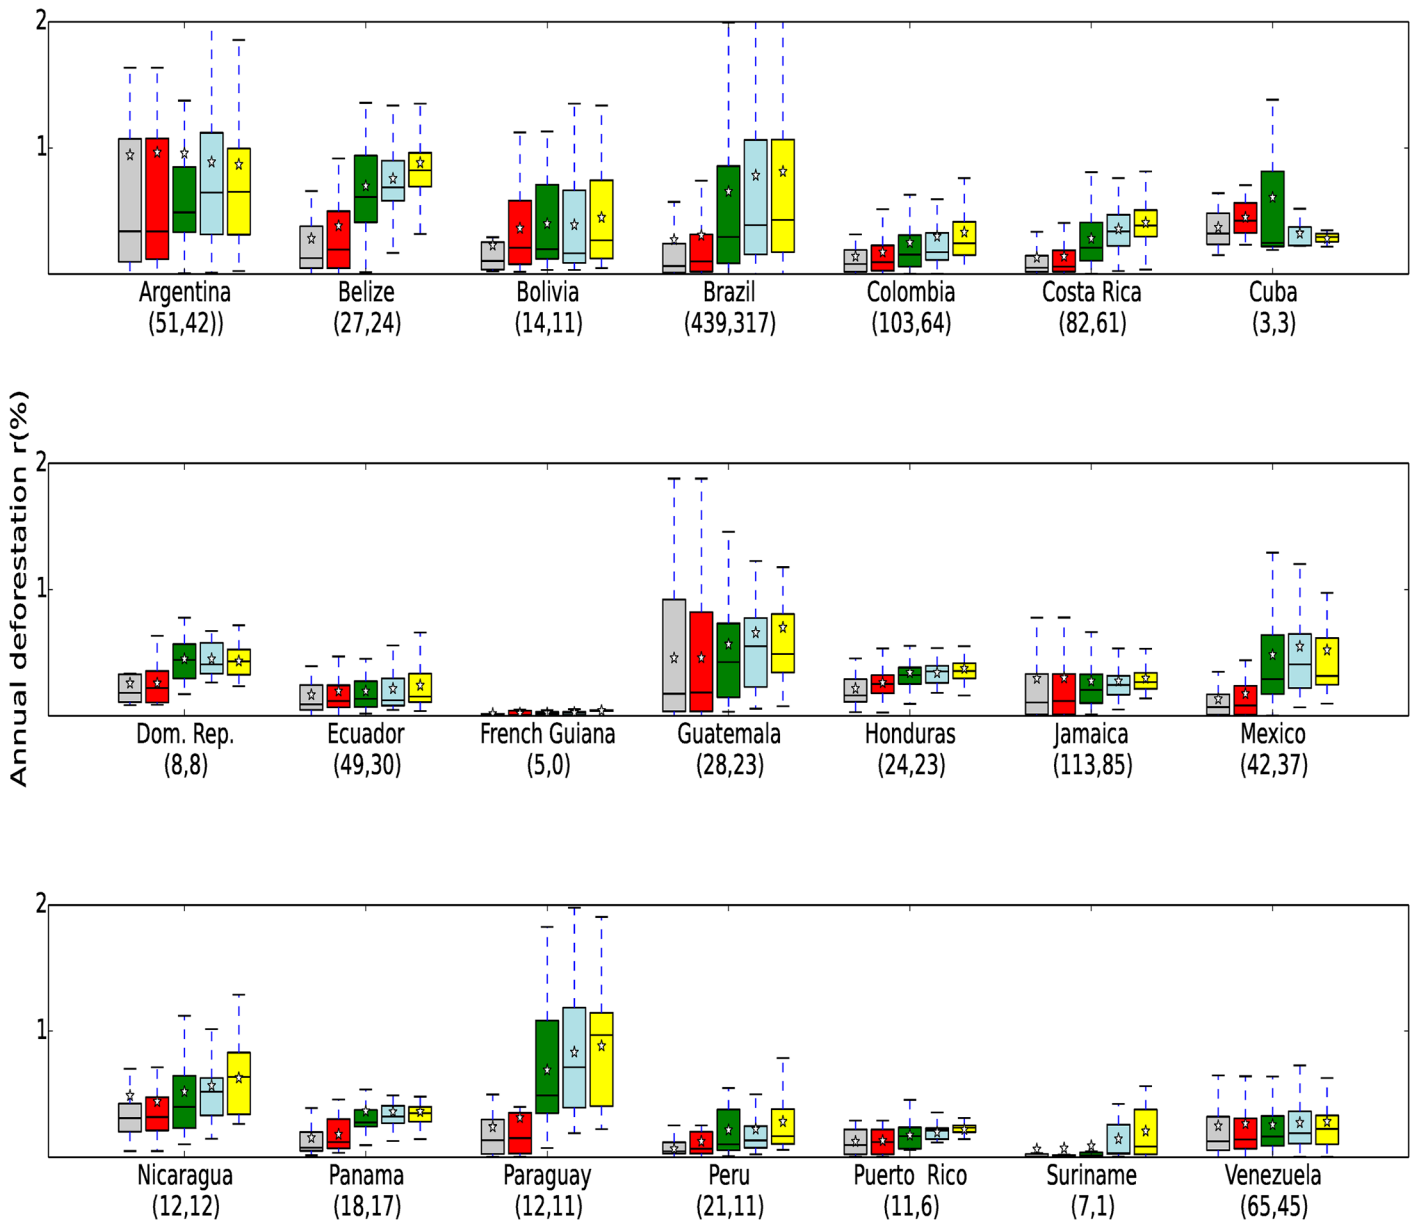 Annual deforestation r(%)
2
1
Argentina Belize Bolivia Brazil Colombia Costa Rica Cuba
(51,42)) (27,24) (14,11) (439,317) (103,64) (82,61) (3,3)
2
1
Dom. Rep. Ecuador French Guiana Guatemala Honduras Jamaica Mexico
(8,8) (49,30) (5,0) (28,23) (24,23) (113,85) (42,37)
2
1
Nicaragua Panama Paraguay Peru Puerto Rico Suriname Venezuela
(12,12) (18,17) (12,11) (21,11) (11,6) (7,1) (65,45)